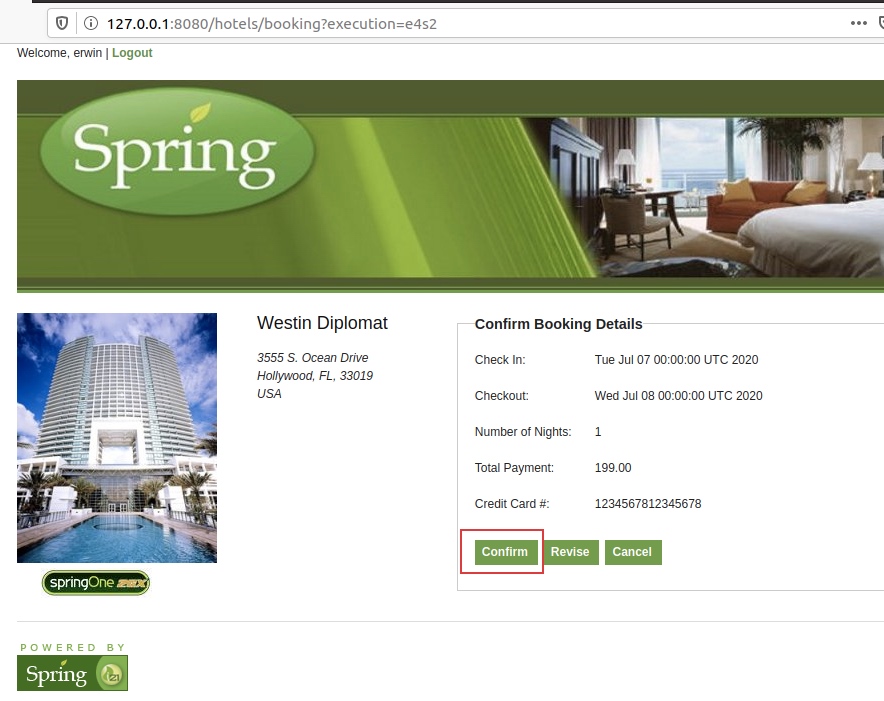 127.0.0.1:8080/hotels/booking?execution=e4s2
Welcome, erwin | Logout
Spring
Westin Diplomat
3555 S. Ocean Drive
Hollywood, FL, 33019
USA
Confirm Booking Details
Check In: Tue Jul 07 00:00:00 UTC 2020
Checkout: Wed Jul 08 00:00:00 UTC 2020
Number of Nights: 1
Total Payment: 199.00
Credit Card #: 1234567812345678
Confirm Revise Cancel
springOne 2GX
POWERED BY
Spring